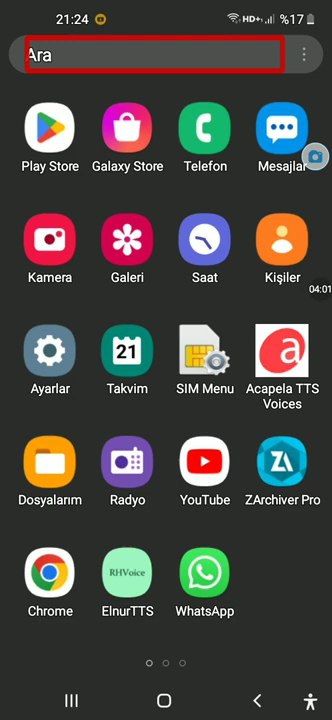 21:24 HD+ %17
Ara
Play Store Galaxy Store Telefon Mesajlar
04:01
Kamera Galeri Saat Kişiler
21
Ayarlar Takvim SIM Menu Acapela TTS Voices
ZA
Dosyalarım Radyo YouTube ZArchiver Pro
RHVoice
Chrome ElnurTTS WhatsApp